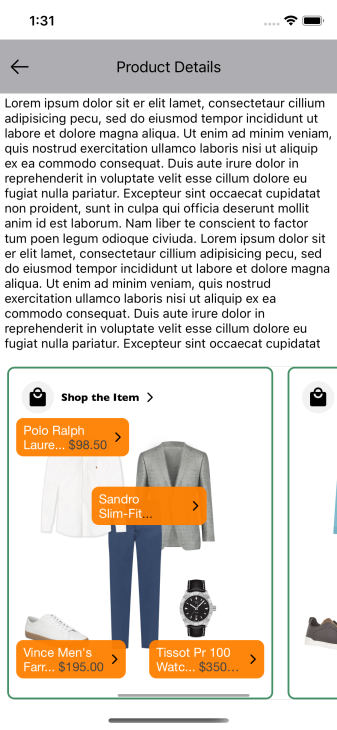 1:31
Product Details
Lorem ipsum dolor sit er elit lamet, consectetaur cillium
adipisicing pecu, sed do eiusmod tempor incididunt ut
labore et dolore magna aliqua. Ut enim ad minim veniam,
quis nostrud exercitation ullamco laboris nisi ut aliquip
ex ea commodo consequat. Duis aute irure dolor in
reprehenderit in voluptate velit esse cillum dolore eu
fugiat nulla pariatur. Excepteur sint occaecat cupidatat
non proident, sunt in culpa qui officia deserunt mollit
anim id est laborum. Nam liber te conscient to factor
tum poen legum odioque civiuda. Lorem ipsum dolor sit
er elit lamet, consectetaur cillium adipisicing pecu, sed
do eiusmod tempor incididunt ut labore et dolore magna
aliqua. Ut enim ad minim veniam, quis nostrud
exercitation ullamco laboris nisi ut aliquip ex ea
commodo consequat. Duis aute irure dolor in
reprehenderit in voluptate velit esse cillum dolore eu
fugiat nulla pariatur. Excepteur sint occaecat cupidatat
Shop the Item
Polo Ralph
Laure... $98.50
Sandro
Slim-Fit...
Vince Men's
Farr... $195.00
Tissot Pr 100
Watc... $350...